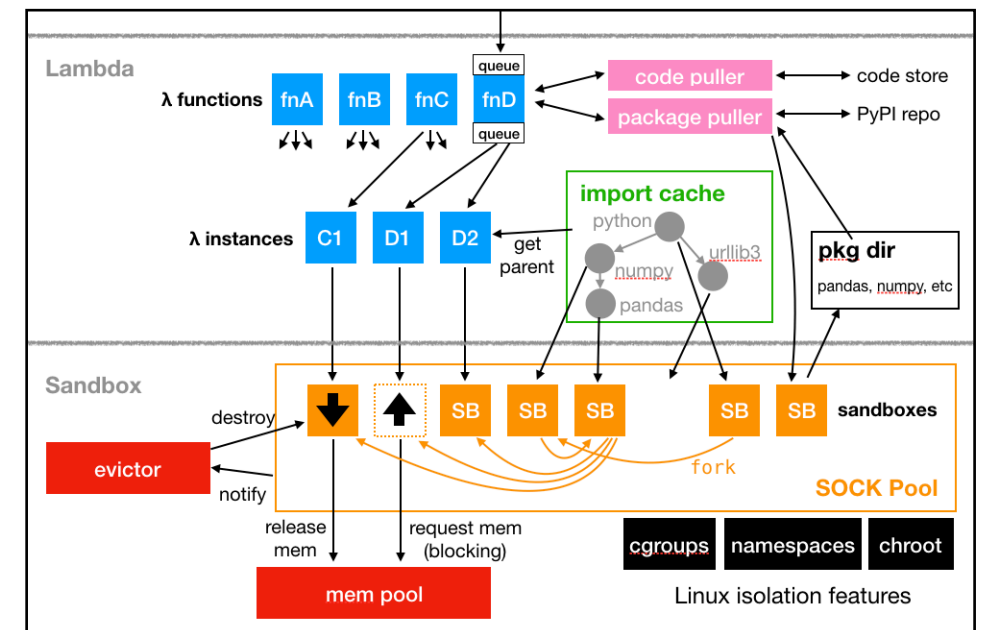 Lambda
λ functions
fnA
fnB
fnC
queue
fnD
queue
code puller
code store
package puller
PyPI repo
import cache
python
numpy
urllib3
pandas
λ instances
C1
D1
D2
get
parent
pkg dir
pandas, numpy, etc
Sandbox
destroy
evictor
notify
SB
SB
SB
SB
SB
sandboxes
fork
SOCK Pool
release
mem
request mem
(blocking)
mem pool
cgroups
namespaces
chroot
Linux isolation features